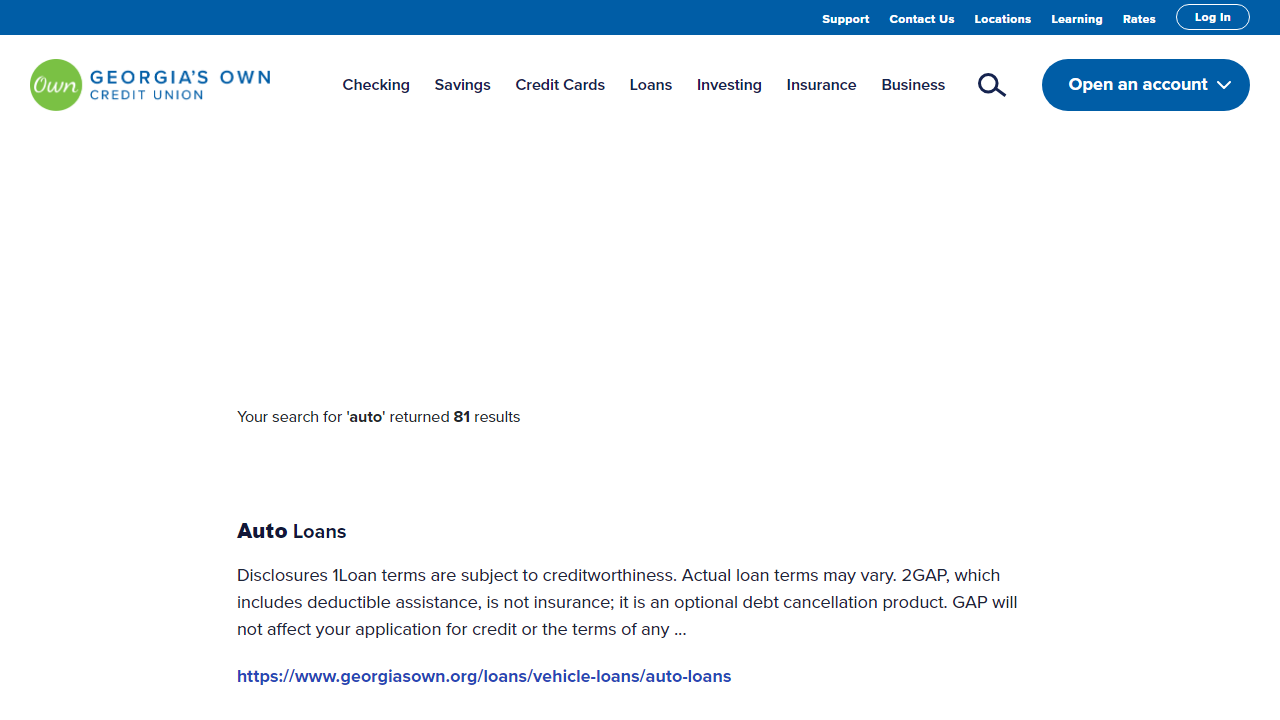 Support Contact Us Locations Learning Rates Log In
Own GEORGIA'S OWN
CREDIT UNION
Checking Savings Credit Cards Loans Investing Insurance Business Open an account
Your search for 'auto' returned 81 results
Auto Loans
Disclosures 1Loan terms are subject to creditworthiness. Actual loan terms may vary. 2GAP, which
includes deductible assistance, is not insurance; it is an optional debt cancellation product. GAP will
not affect your application for credit or the terms of any ...
https://www.georgiasown.org/loans/vehicle-loans/auto-loans